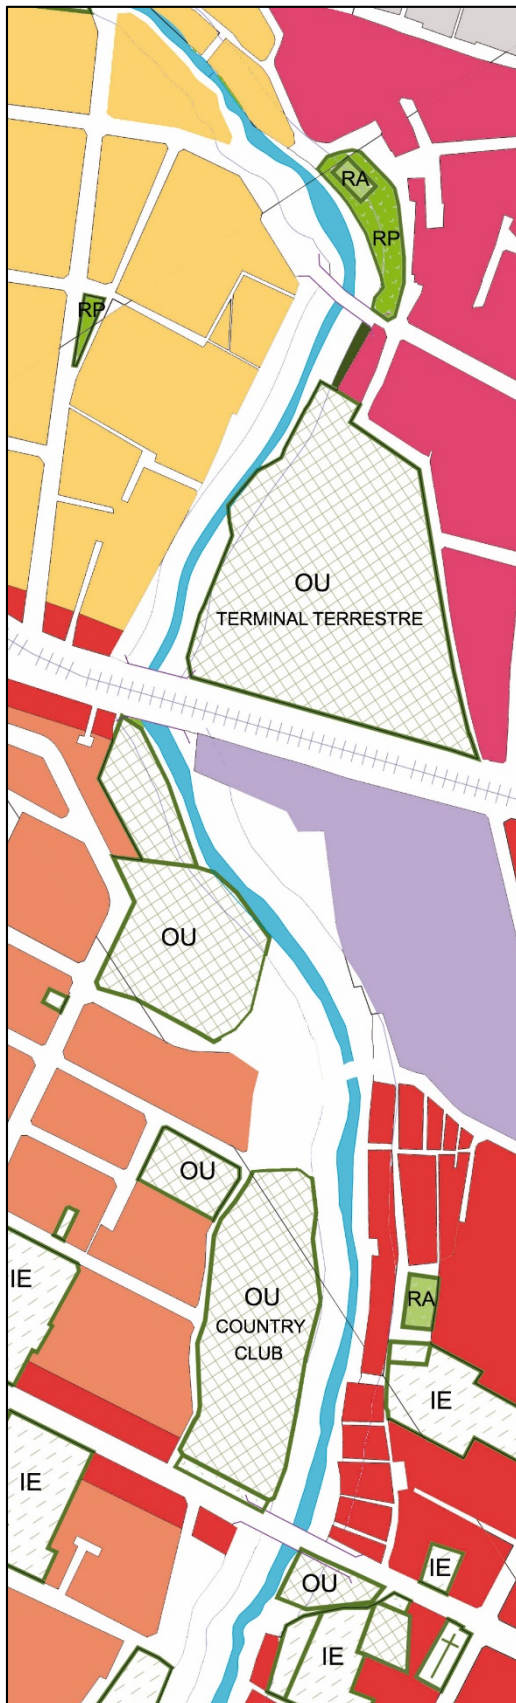 RA
RP
RP
OU
TERMINAL TERRESTRE
OU
OU
IE
OU
COUNTRY
CLUB
RA
IE
IE
IE
OU
IE